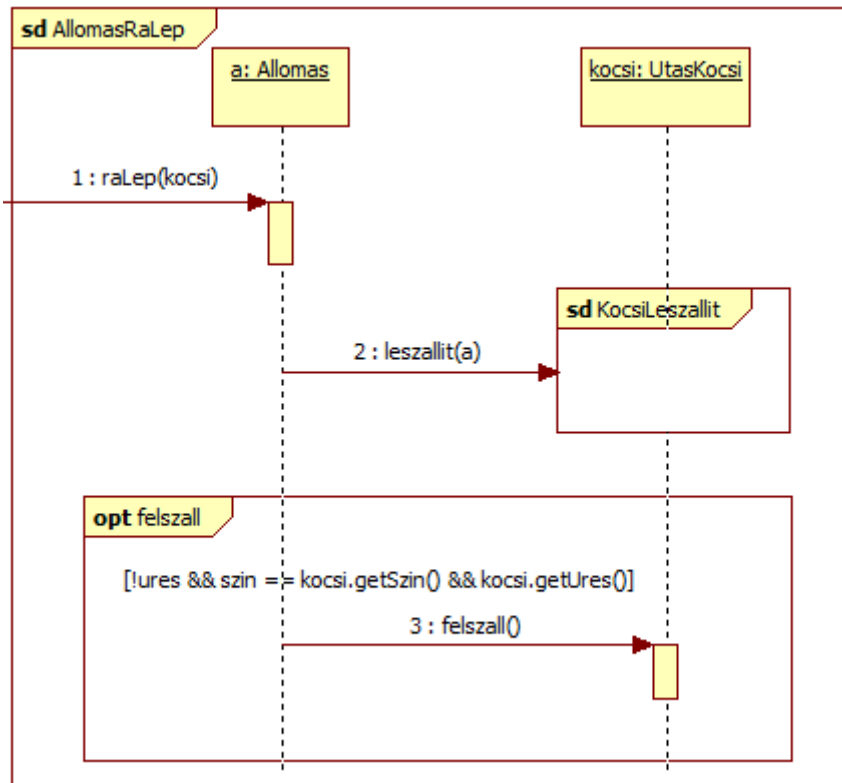 sd AllomasRaLep
a: Allomas
kocsi: UtasKocsi
1 : raLep(kocsi)
sd KocsiLeszallit
2 : leszallit(a)
opt felszall
[!ures && szin == kocsi.getSzin() && kocsi.getUres()]
3 : felszall()